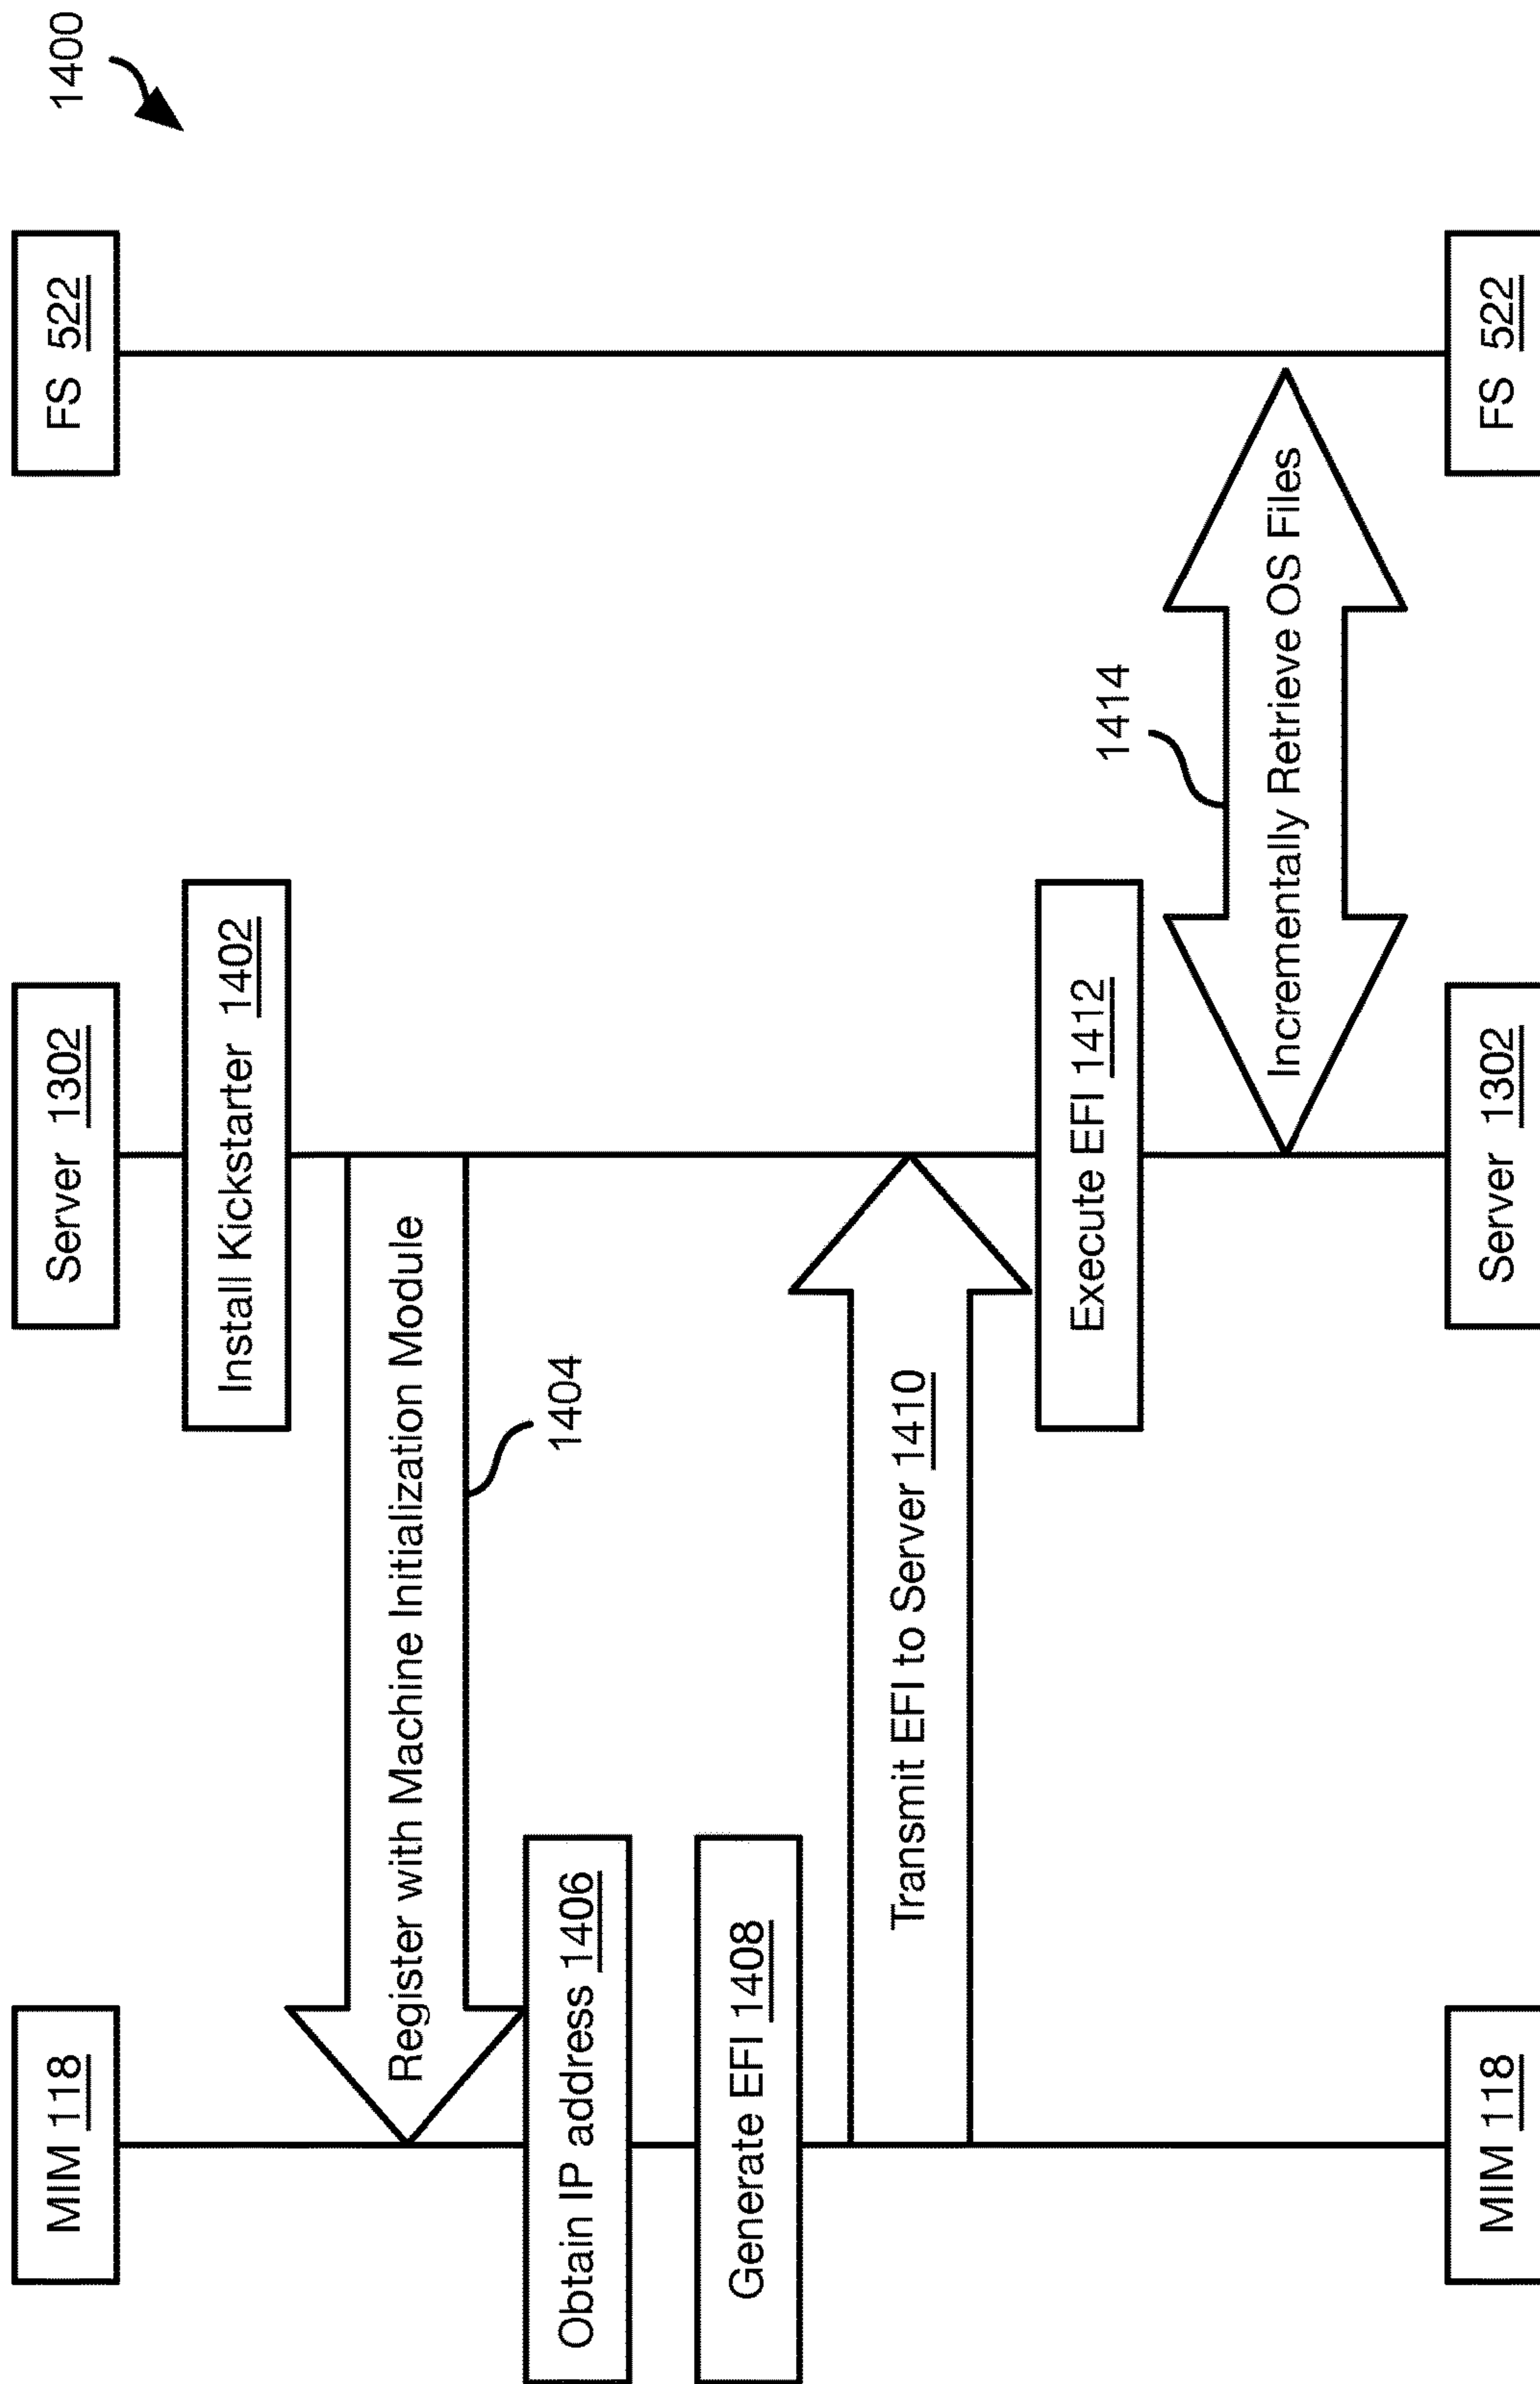 1400
MIM 118
Server 1302
FS 522
Install Kickstarter 1402
Register with Machine Initialization Module
1404
Obtain IP address 1406
Generate EFI 1408
Transmit EFI to Server 1410
Execute EFI 1412
1414
Incrementally Retrieve OS Files
MIM 118
Server 1302
FS 522